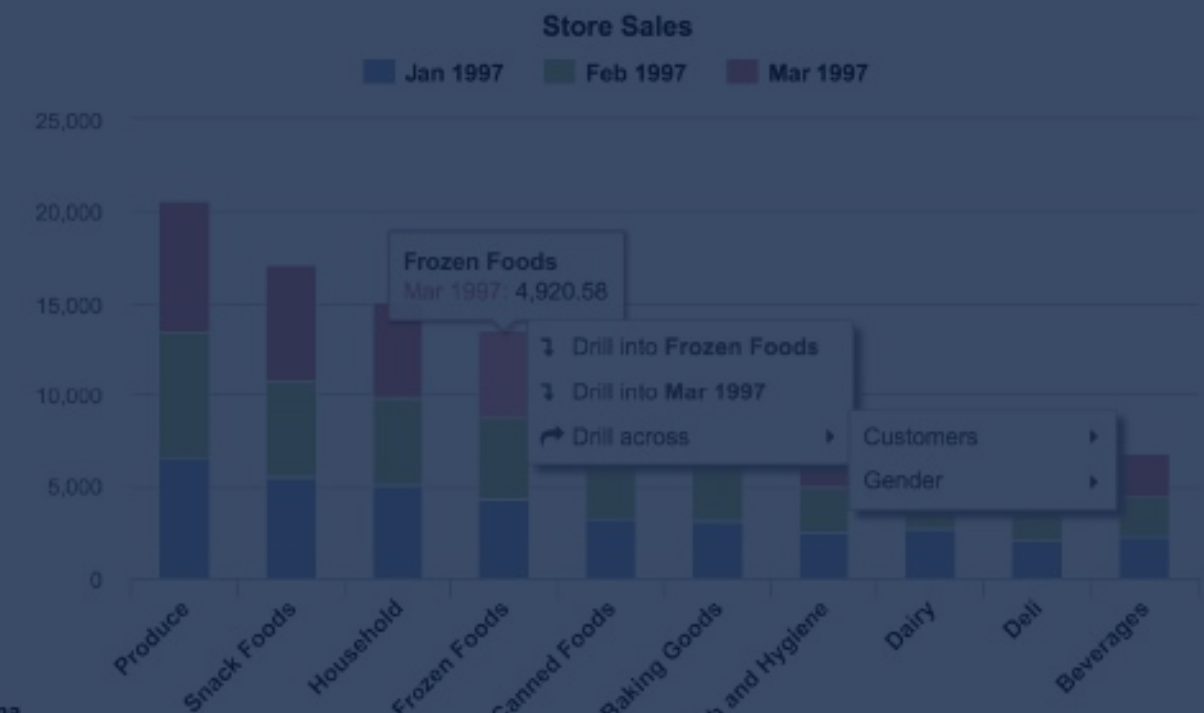 Store Sales
Jan 1997 Feb 1997 Mar 1997
25,000
20,000
15,000
10,000
5,000
0
Frozen Foods
Mar 1997: 4,920.58
Drill into Frozen Foods
Drill into Mar 1997
Drill across
Customers
Gender
Produce
Snack Foods
Household
Frozen Foods
Canned Foods
Baking Goods
and Hygiene
Dairy
Deli
Beverages